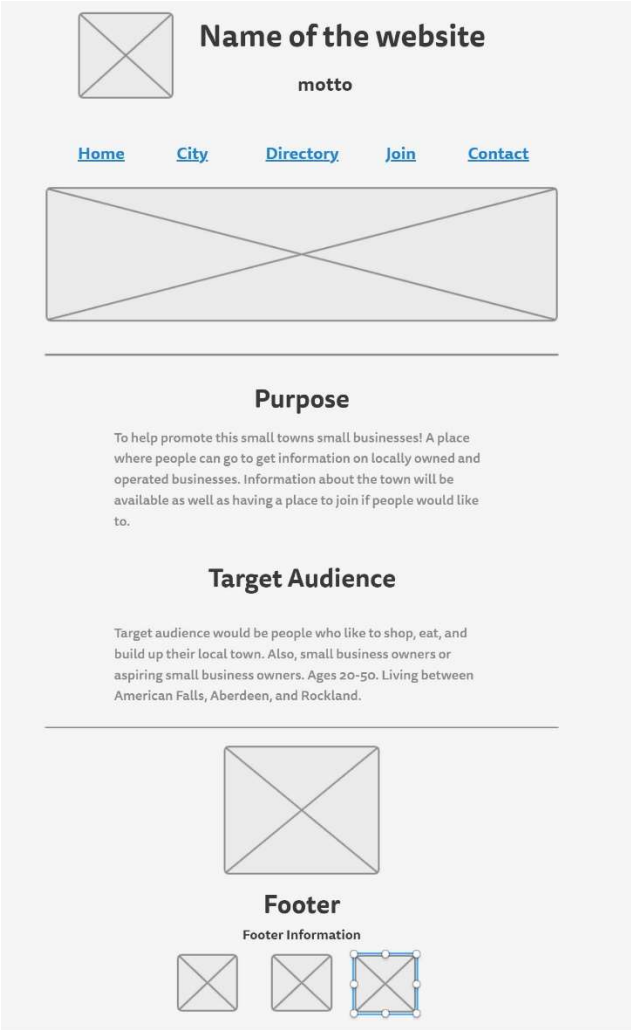 Name of the website
motto
Home City Directory Join Contact
Purpose
To help promote this small towns small businesses! A place
where people can go to get information on locally owned and
operated businesses. Information about the town will be
available as well as having a place to join if people would like
to.
Target Audience
Target audience would be people who like to shop, eat, and
build up their local town. Also, small business owners or
aspiring small business owners. Ages 20-50. Living between
American Falls, Aberdeen, and Rockland.
Footer
Footer Information